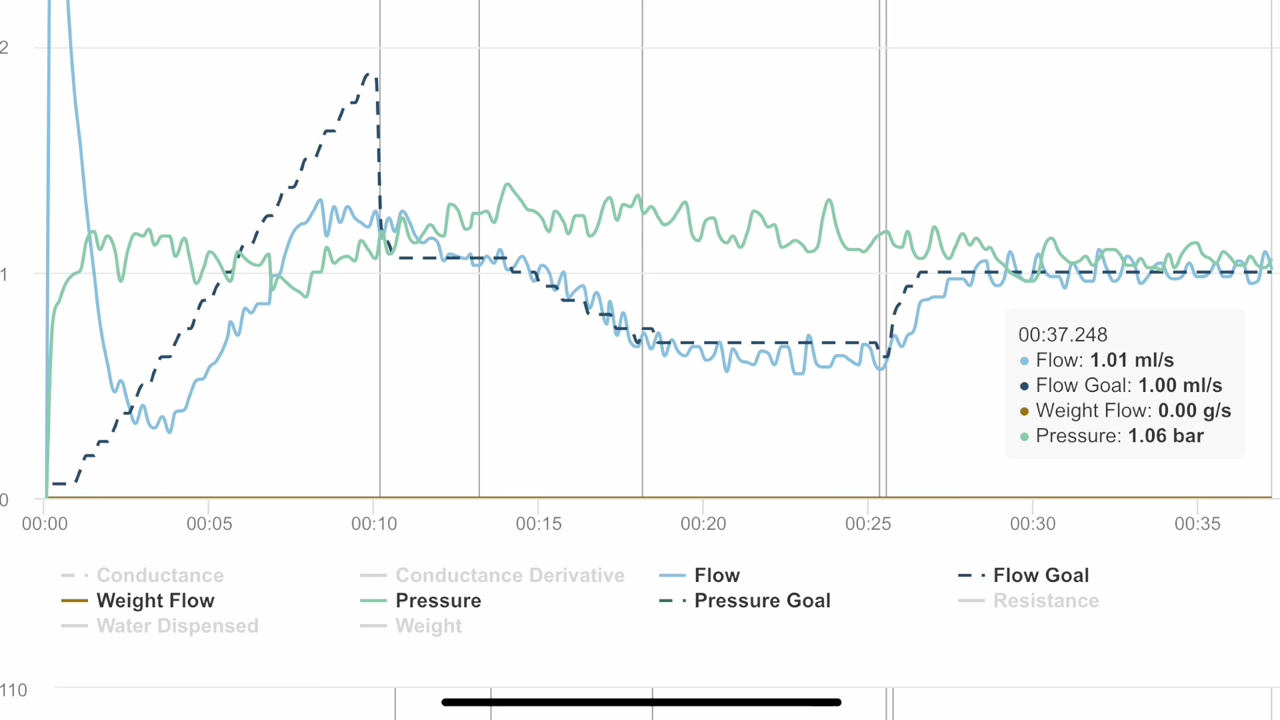 2
1
0
00:37.248
Flow: 1.01 ml/s
Flow Goal: 1.00 ml/s
Weight Flow: 0.00 g/s
Pressure: 1.06 bar
00:00 00:05 00:10 00:15 00:20 00:25 00:30 00:35
Conductance Conductance Derivative Flow Flow Goal
Weight Flow Pressure Pressure Goal Resistance
Water Dispensed Weight
110